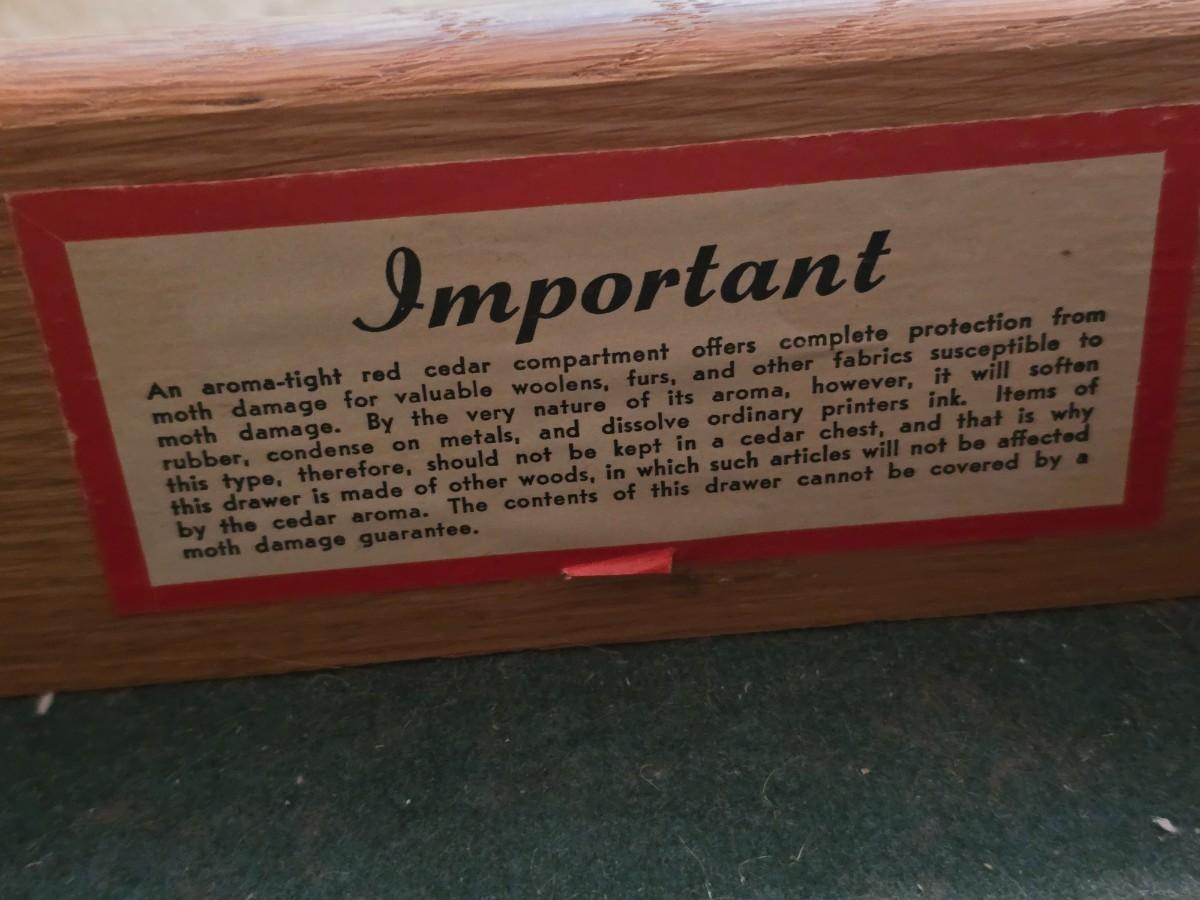 Important
An aroma-tight red cedar compartment offers complete protection from
moth damage for valuable woolens, furs, and other fabrics susceptible to
moth damage. By the very nature of its aroma, however, it will soften
rubber, condense on metals, and dissolve ordinary printers ink. Items of
this type, therefore, should not be kept in a cedar chest, and that is why
this drawer is made of other woods, in which such articles will not be affected
by the cedar aroma. The contents of this drawer cannot be covered by a
moth damage guarantee.